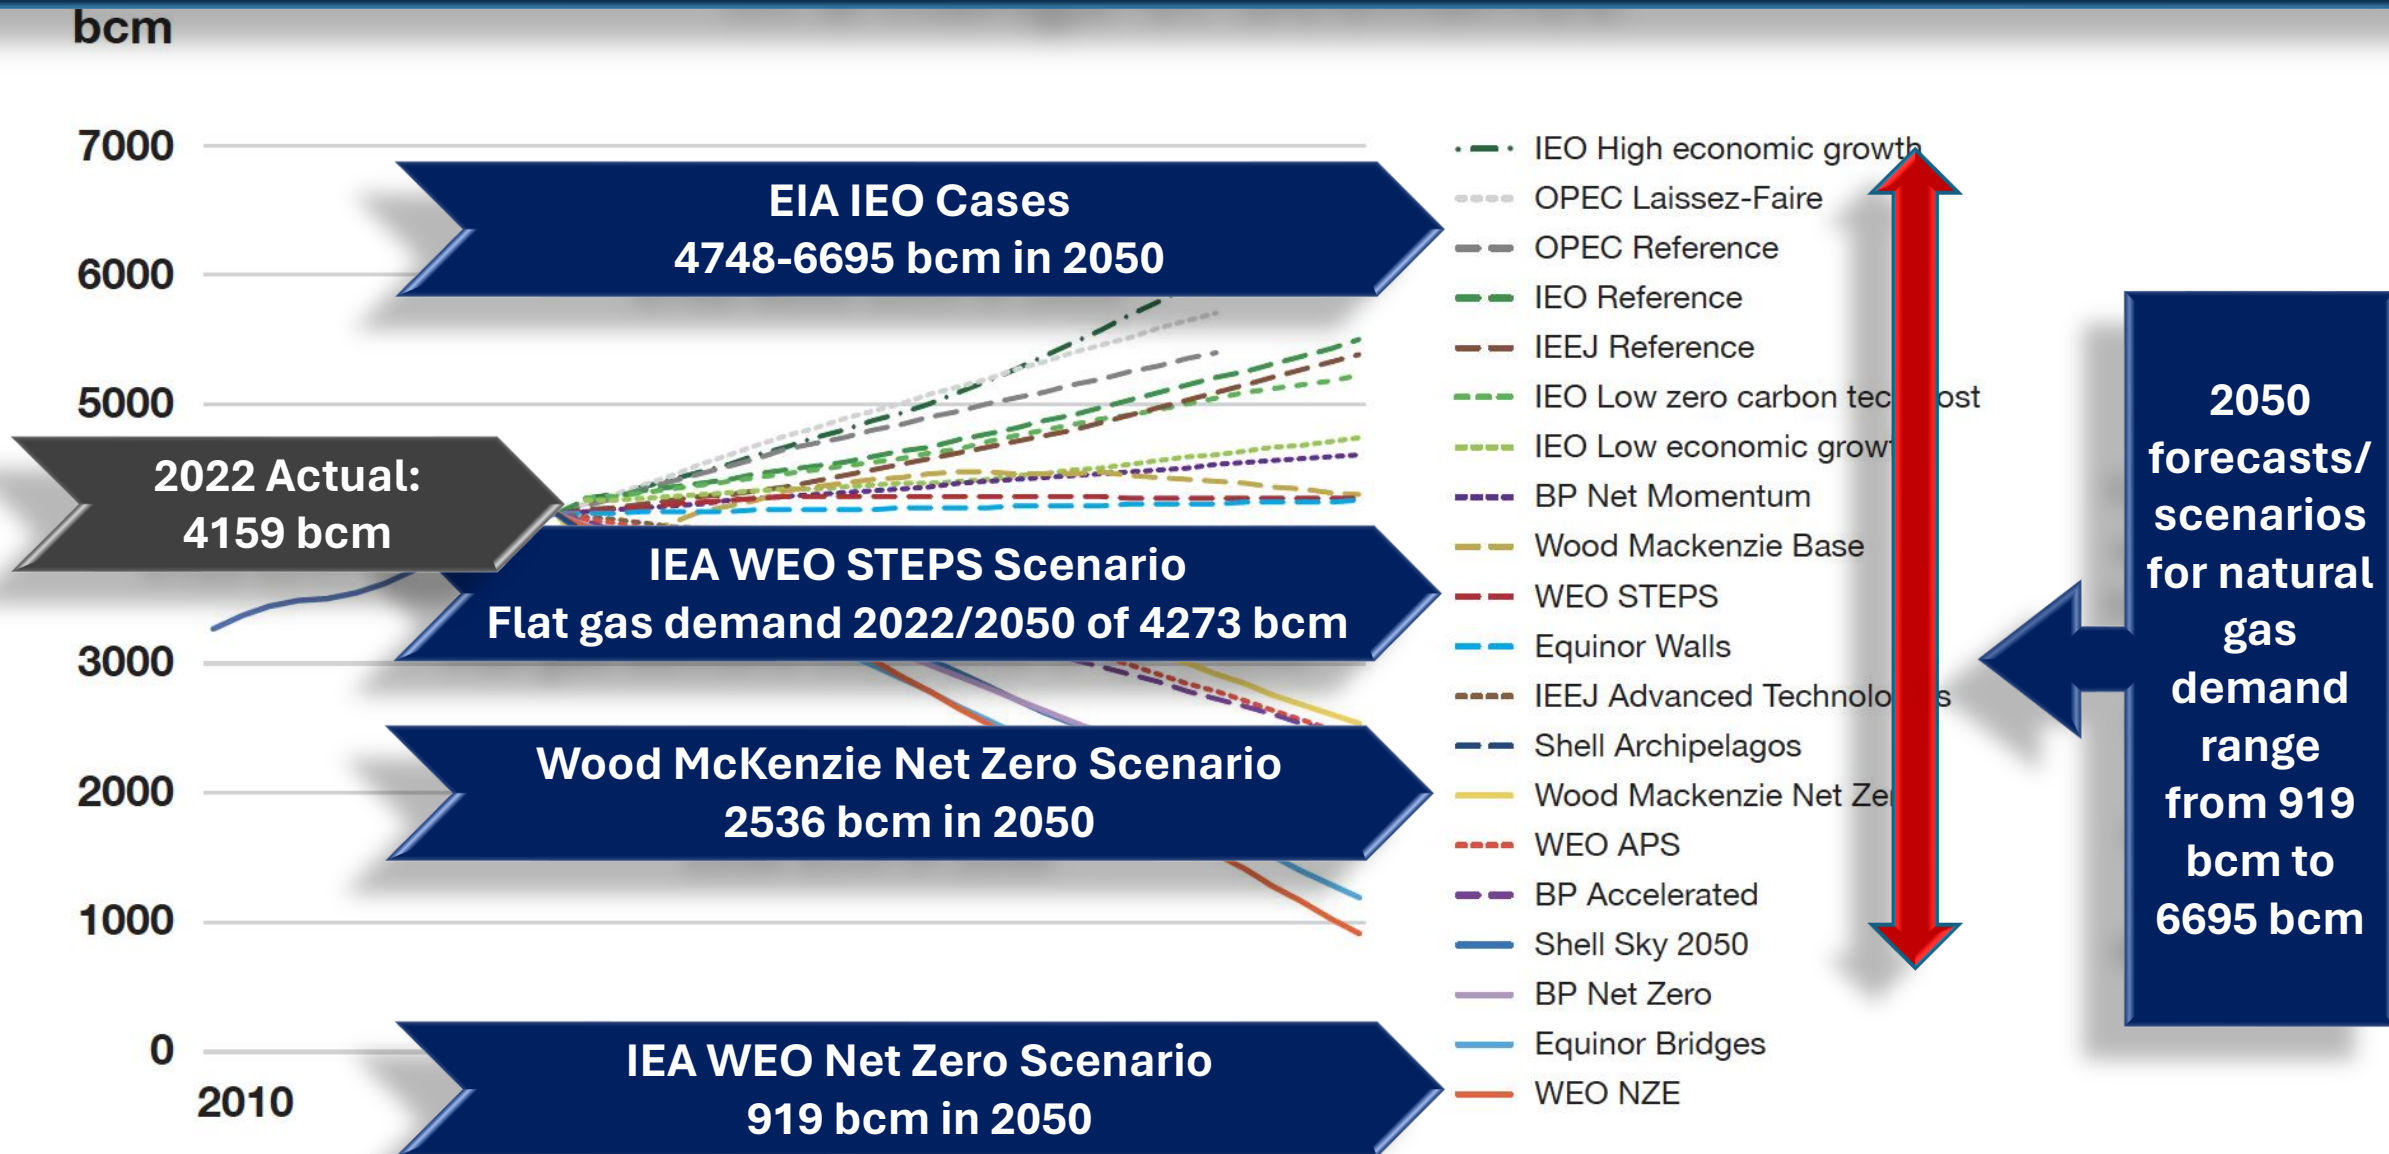 bcm
7000
6000
5000
3000
2000
1000
0
2010
EIA IEO Cases
4748-6695 bcm in 2050
2022 Actual:
4159 bcm
IEA WEO STEPS Scenario
Flat gas demand 2022/2050 of 4273 bcm
Wood McKenzie Net Zero Scenario
2536 bcm in 2050
IEA WEO Net Zero Scenario
919 bcm in 2050
IEO High economic growth
OPEC Laissez-Faire
OPEC Reference
IEO Reference
IEEJ Reference
IEO Low zero carbon
IEO Low economic
BP Net Momentum
Wood Mackenzie Base
WEO STEPS
Equinor Walls
IEEJ Advanced
Shell Archipelagos
Wood Mackenzie Net
WEO APS
BP Accelerated
Shell Sky 2050
BP Net Zero
Equinor Bridges
WEO NZE
2050
forecasts/
scenarios
for natural
gas
demand
range
from 919
bcm to
6695 bcm